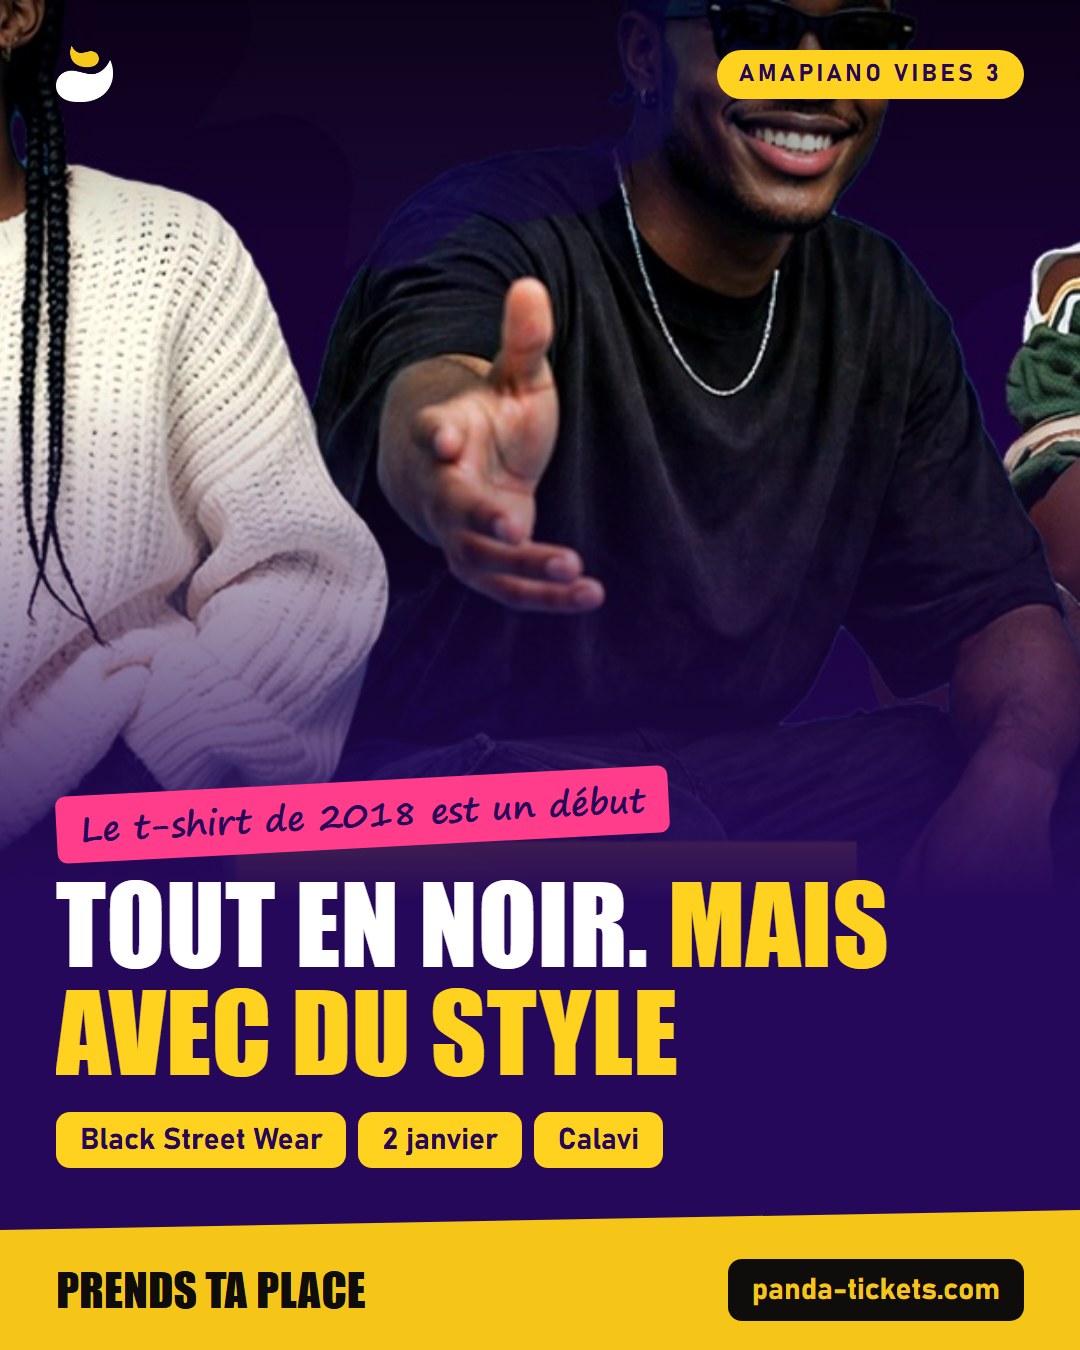 AMAPIANO VIBES 3
Le t-shirt de 2018 est un début
TOUT EN NOIR. MAIS
AVEC DU STYLE
Black Street Wear
2 janvier
Calavi
PRENDS TA PLACE
panda-tickets.com